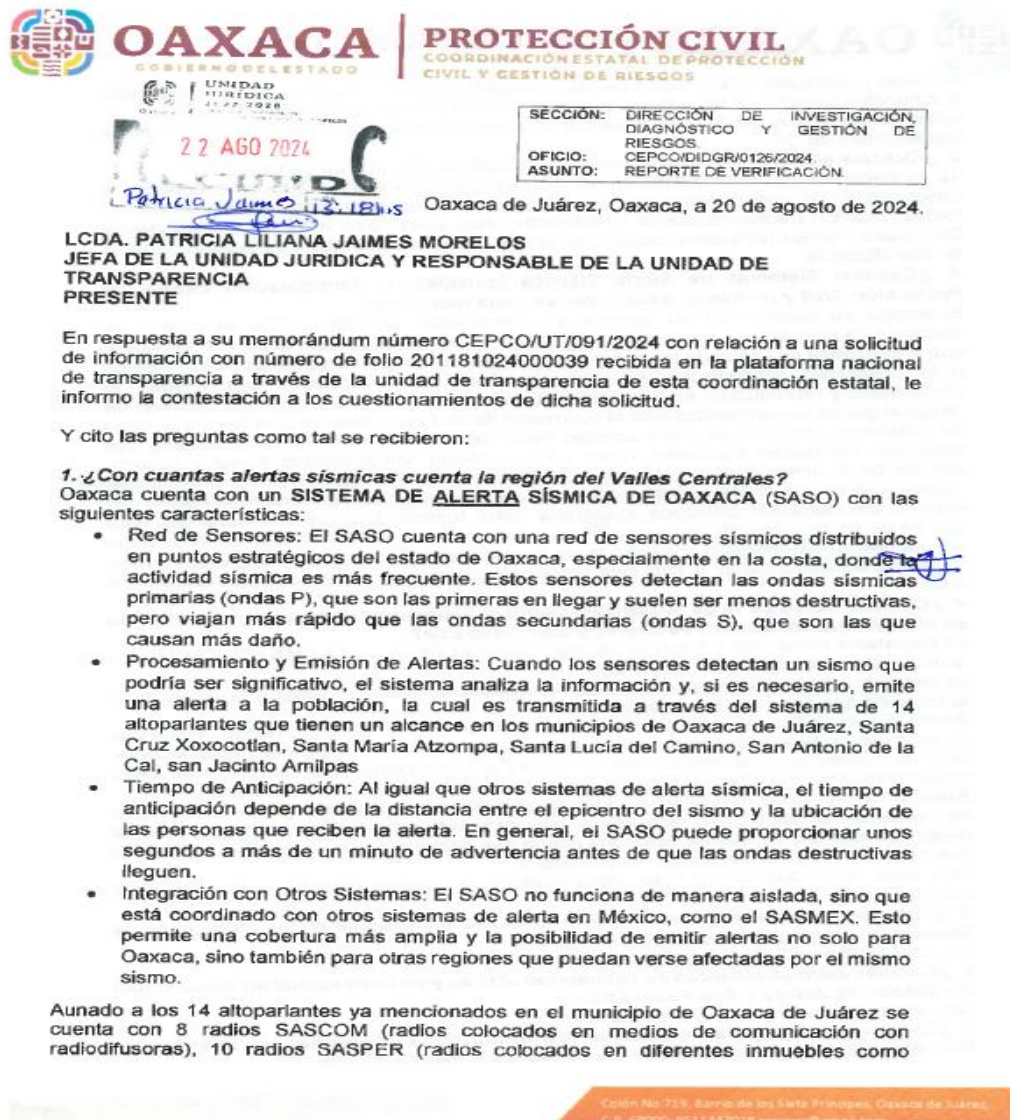 OAXACA
GOBIERNO DEL ESTADO
PROTECCIÓN CIVIL
COORDINACIÓN ESTATAL DE PROTECCIÓN
CIVIL Y GESTIÓN DE RIESGOS
UNIDAD
JURIDICA
22 AGO 2024
Patricia Jaimes 13:18hrs
SECCIÓN: DIRECCIÓN DE INVESTIGACIÓN,
DIAGNÓSTICO Y GESTIÓN DE
RIESGOS.
OFICIO: CEPCO/DIDGR/0126/2024.
ASUNTO: REPORTE DE VERIFICACIÓN.
Oaxaca de Juárez, Oaxaca, a 20 de agosto de 2024.
LCDA. PATRICIA LILIANA JAIMES MORELOS
JEFA DE LA UNIDAD JURIDICA Y RESPONSABLE DE LA UNIDAD DE
TRANSPARENCIA
PRESENTE
En respuesta a su memorándum número CEPCO/UT/091/2024 con relación a una solicitud
de información con número de folio 201181024000039 recibida en la plataforma nacional
de transparencia a través de la unidad de transparencia de esta coordinación estatal, le
informo la contestación a los cuestionamientos de dicha solicitud.
Y cito las preguntas como tal se recibieron:
1. ¿Con cuantas alertas sísmicas cuenta la región del Valles Centrales?
Oaxaca cuenta con un SISTEMA DE ALERTA SÍSMICA DE OAXACA (SASO) con las
siguientes características:
• Red de Sensores: El SASO cuenta con una red de sensores sísmicos distribuidos
en puntos estratégicos del estado de Oaxaca, especialmente en la costa, donde la
actividad sísmica es más frecuente. Estos sensores detectan las ondas sísmicas
primarias (ondas P), que son las primeras en llegar y suelen ser menos destructivas,
pero viajan más rápido que las ondas secundarias (ondas S), que son las que
causan más daño.
• Procesamiento y Emisión de Alertas: Cuando los sensores detectan un sismo que
podría ser significativo, el sistema analiza la información y, si es necesario, emite
una alerta a la población, la cual es transmitida a través del sistema de 14
altoparlantes que tienen un alcance en los municipios de Oaxaca de Juárez, Santa
Cruz Xoxocotlan, Santa María Atzompa, Santa Lucía del Camino, San Antonio de la
Cal, san Jacinto Amilpas
• Tiempo de Anticipación: Al igual que otros sistemas de alerta sísmica, el tiempo de
anticipación depende de la distancia entre el epicentro del sismo y la ubicación de
las personas que reciben la alerta. En general, el SASO puede proporcionar unos
segundos a más de un minuto de advertencia antes de que las ondas destructivas
lleguen.
• Integración con Otros Sistemas: El SASO no funciona de manera aislada, sino que
está coordinado con otros sistemas de alerta en México, como el SASMEX. Esto
permite una cobertura más amplia y la posibilidad de emitir alertas no solo para
Oaxaca, sino también para otras regiones que puedan verse afectadas por el mismo
sismo.
Aunado a los 14 altoparlantes ya mencionados en el municipio de Oaxaca de Juárez se
cuenta con 8 radios SASCOM (radios colocados en medios de comunicación con
radiodifusoras), 10 radios SASPER (radios colocados en diferentes inmuebles como
Colón No.719, Barrio de los Siete Príncipes, Oaxaca de Juárez,